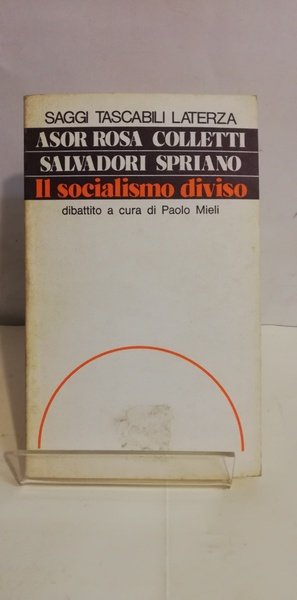 SAGGI TASCABILI LATERZA
ASOR ROSA COLLETTI
SALVADORI SPRIANO
Il socialismo diviso
dibattito a cura di Paolo Mieli